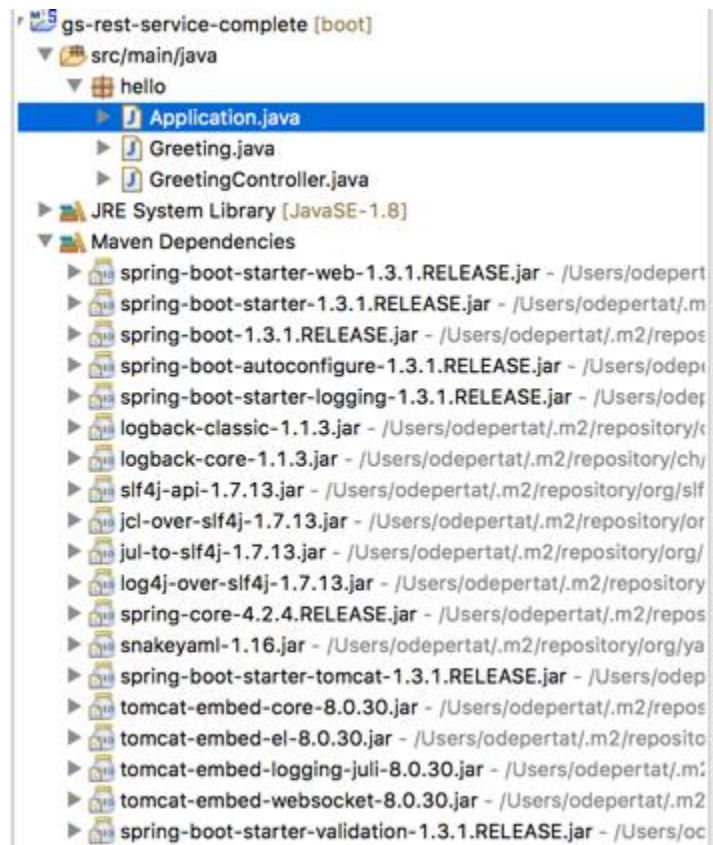 gs-rest-service-complete [boot]
src/main/java
hello
Application.java
Greeting.java
GreetingController.java
JRE System Library [JavaSE-1.8]
Maven Dependencies
spring-boot-starter-web-1.3.1.RELEASE.jar - /Users/odepert
spring-boot-starter-1.3.1.RELEASE.jar - /Users/odepertat/.m
spring-boot-1.3.1.RELEASE.jar - /Users/odepertat/.m2/repos
spring-boot-autoconfigure-1.3.1.RELEASE.jar - /Users/odepe
spring-boot-starter-logging-1.3.1.RELEASE.jar - /Users/odep
logback-classic-1.1.3.jar - /Users/odepertat/.m2/repository/c
logback-core-1.1.3.jar - /Users/odepertat/.m2/repository/ch/
slf4j-api-1.7.13.jar - /Users/odepertat/.m2/repository/org/slf
jcl-over-slf4j-1.7.13.jar - /Users/odepertat/.m2/repository/or
jul-to-slf4j-1.7.13.jar - /Users/odepertat/.m2/repository/org/
log4j-over-slf4j-1.7.13.jar - /Users/odepertat/.m2/repository
spring-core-4.2.4.RELEASE.jar - /Users/odepertat/.m2/repos
snakeyaml-1.16.jar - /Users/odepertat/.m2/repository/org/ya
spring-boot-starter-tomcat-1.3.1.RELEASE.jar - /Users/odep
tomcat-embed-core-8.0.30.jar - /Users/odepertat/.m2/repos
tomcat-embed-el-8.0.30.jar - /Users/odepertat/.m2/reposito
tomcat-embed-logging-juli-8.0.30.jar - /Users/odepertat/.m2
tomcat-embed-websocket-8.0.30.jar - /Users/odepertat/.m2
spring-boot-starter-validation-1.3.1.RELEASE.jar - /Users/oc